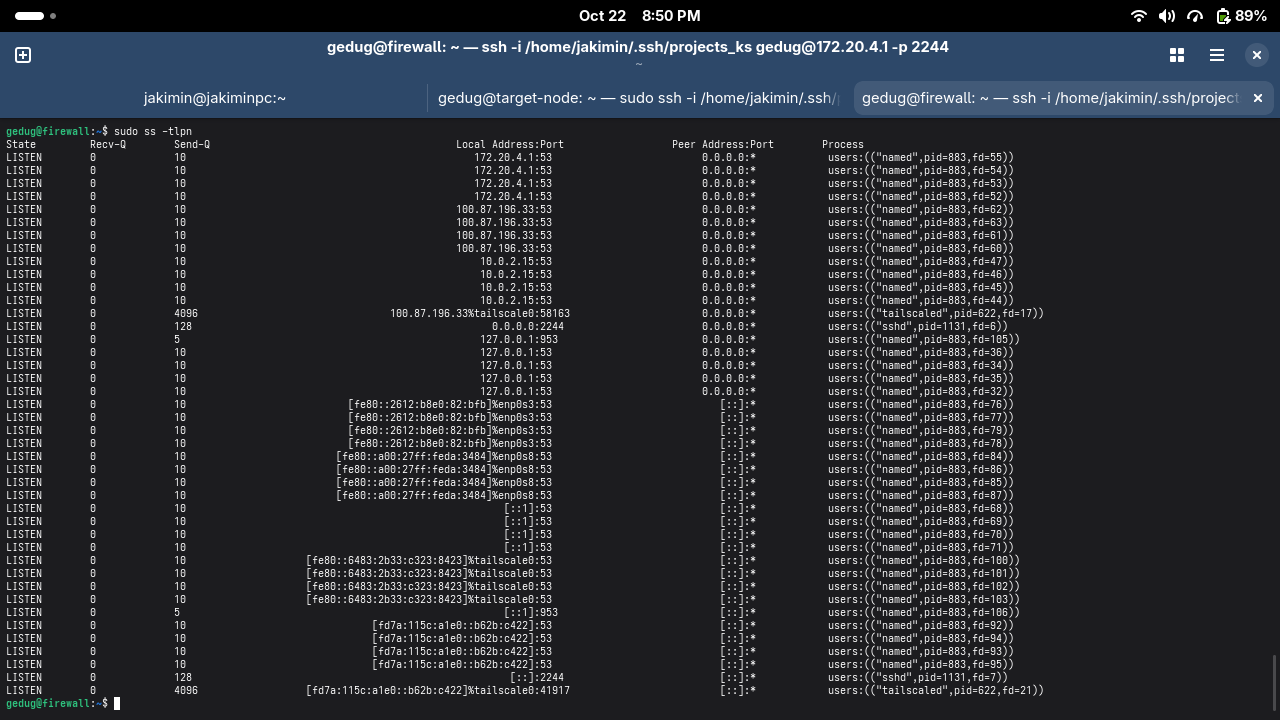 Oct 22 8:50 PM 89%
gedug@firewall: ~ — ssh -i /home/jakimin/.ssh/projects_ks gedug@172.20.4.1 -p 2244
~
jakimin@jakiminpc:~ gedug@target-node: ~ — sudo ssh -i /home/jakimin/.ssh/ gedug@firewall: ~ — ssh -i /home/jakimin/.ssh/project
gedug@firewall:~$ sudo ss -tlpn
State Recv-Q Send-Q Local Address:Port Peer Address:Port Process
LISTEN 0 10 172.20.4.1:53 0.0.0.0:* users:(("named",pid=883,fd=55))
LISTEN 0 10 172.20.4.1:53 0.0.0.0:* users:(("named",pid=883,fd=54))
LISTEN 0 10 172.20.4.1:53 0.0.0.0:* users:(("named",pid=883,fd=53))
LISTEN 0 10 172.20.4.1:53 0.0.0.0:* users:(("named",pid=883,fd=52))
LISTEN 0 10 100.87.196.33:53 0.0.0.0:* users:(("named",pid=883,fd=62))
LISTEN 0 10 100.87.196.33:53 0.0.0.0:* users:(("named",pid=883,fd=63))
LISTEN 0 10 100.87.196.33:53 0.0.0.0:* users:(("named",pid=883,fd=61))
LISTEN 0 10 100.87.196.33:53 0.0.0.0:* users:(("named",pid=883,fd=60))
LISTEN 0 10 10.0.2.15:53 0.0.0.0:* users:(("named",pid=883,fd=47))
LISTEN 0 10 10.0.2.15:53 0.0.0.0:* users:(("named",pid=883,fd=46))
LISTEN 0 10 10.0.2.15:53 0.0.0.0:* users:(("named",pid=883,fd=45))
LISTEN 0 10 10.0.2.15:53 0.0.0.0:* users:(("named",pid=883,fd=44))
LISTEN 0 4096 100.87.196.33%tailscale0:58163 0.0.0.0:* users:(("tailscaled",pid=622,fd=17))
LISTEN 0 128 0.0.0.0:2244 0.0.0.0:* users:(("sshd",pid=1131,fd=6))
LISTEN 0 5 127.0.0.1:953 0.0.0.0:* users:(("named",pid=883,fd=105))
LISTEN 0 10 127.0.0.1:53 0.0.0.0:* users:(("named",pid=883,fd=36))
LISTEN 0 10 127.0.0.1:53 0.0.0.0:* users:(("named",pid=883,fd=34))
LISTEN 0 10 127.0.0.1:53 0.0.0.0:* users:(("named",pid=883,fd=35))
LISTEN 0 10 127.0.0.1:53 0.0.0.0:* users:(("named",pid=883,fd=32))
LISTEN 0 10 [fe80::2612:b8e0:82:bfb]%enp0s3:53 [::]:* users:(("named",pid=883,fd=76))
LISTEN 0 10 [fe80::2612:b8e0:82:bfb]%enp0s3:53 [::]:* users:(("named",pid=883,fd=77))
LISTEN 0 10 [fe80::2612:b8e0:82:bfb]%enp0s3:53 [::]:* users:(("named",pid=883,fd=79))
LISTEN 0 10 [fe80::2612:b8e0:82:bfb]%enp0s3:53 [::]:* users:(("named",pid=883,fd=78))
LISTEN 0 10 [fe80::a00:27ff:feda:3484]%enp0s8:53 [::]:* users:(("named",pid=883,fd=84))
LISTEN 0 10 [fe80::a00:27ff:feda:3484]%enp0s8:53 [::]:* users:(("named",pid=883,fd=86))
LISTEN 0 10 [fe80::a00:27ff:feda:3484]%enp0s8:53 [::]:* users:(("named",pid=883,fd=85))
LISTEN 0 10 [fe80::a00:27ff:feda:3484]%enp0s8:53 [::]:* users:(("named",pid=883,fd=87))
LISTEN 0 10 [::1]:53 [::]:* users:(("named",pid=883,fd=68))
LISTEN 0 10 [::1]:53 [::]:* users:(("named",pid=883,fd=69))
LISTEN 0 10 [::1]:53 [::]:* users:(("named",pid=883,fd=70))
LISTEN 0 10 [::1]:53 [::]:* users:(("named",pid=883,fd=71))
LISTEN 0 10 [fe80::6483:2b33:c323:8423]%tailscale0:53 [::]:* users:(("named",pid=883,fd=100))
LISTEN 0 10 [fe80::6483:2b33:c323:8423]%tailscale0:53 [::]:* users:(("named",pid=883,fd=101))
LISTEN 0 10 [fe80::6483:2b33:c323:8423]%tailscale0:53 [::]:* users:(("named",pid=883,fd=102))
LISTEN 0 10 [fe80::6483:2b33:c323:8423]%tailscale0:53 [::]:* users:(("named",pid=883,fd=103))
LISTEN 0 5 [::1]:953 [::]:* users:(("named",pid=883,fd=106))
LISTEN 0 10 [fd7a:115c:a1e0::b62b:c422]:53 [::]:* users:(("named",pid=883,fd=92))
LISTEN 0 10 [fd7a:115c:a1e0::b62b:c422]:53 [::]:* users:(("named",pid=883,fd=94))
LISTEN 0 10 [fd7a:115c:a1e0::b62b:c422]:53 [::]:* users:(("named",pid=883,fd=93))
LISTEN 0 10 [fd7a:115c:a1e0::b62b:c422]:53 [::]:* users:(("named",pid=883,fd=95))
LISTEN 0 128 [::]:2244 [::]:* users:(("sshd",pid=1131,fd=7))
LISTEN 0 4096 [fd7a:115c:a1e0::b62b:c422]%tailscale0:41917 [::]:* users:(("tailscaled",pid=622,fd=21))
gedug@firewall:~$